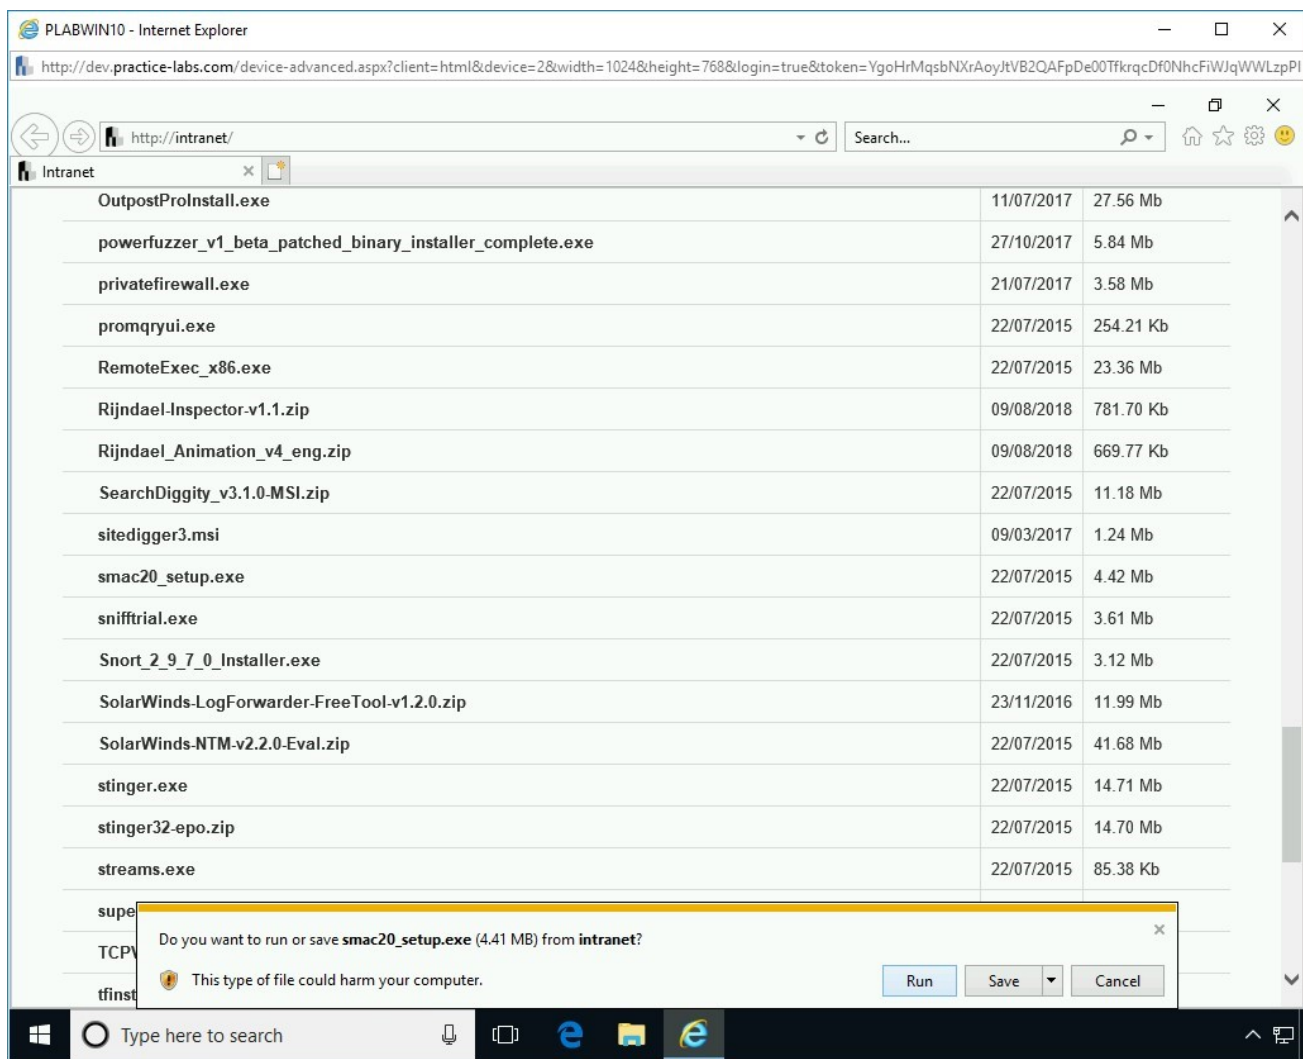 PLABWIN10 - Internet Explorer
http://dev.practice-labs.com/device-advanced.aspx?client=html&device=2&width=1024&height=768&login=true&token=YgoHrMqsbNXrAoyJtVB2QAFpDe00TfkrqcDf0NhcFiWJqWWLzpPI
http://intranet/ Search...
Intranet
OutpostProInstall.exe 11/07/2017 27.56 Mb
powerfuzzer_v1_beta_patched_binary_installer_complete.exe 27/10/2017 5.84 Mb
privatefirewall.exe 21/07/2017 3.58 Mb
promqryui.exe 22/07/2015 254.21 Kb
RemoteExec_x86.exe 22/07/2015 23.36 Mb
Rijndael-Inspector-v1.1.zip 09/08/2018 781.70 Kb
Rijndael_Animation_v4_eng.zip 09/08/2018 669.77 Kb
SearchDiggity_v3.1.0-MSI.zip 22/07/2015 11.18 Mb
sitedigger3.msi 09/03/2017 1.24 Mb
smac20_setup.exe 22/07/2015 4.42 Mb
snifftrial.exe 22/07/2015 3.61 Mb
Snort_2_9_7_0_Installer.exe 22/07/2015 3.12 Mb
SolarWinds-LogForwarder-FreeTool-v1.2.0.zip 23/11/2016 11.99 Mb
SolarWinds-NTM-v2.2.0-Eval.zip 22/07/2015 41.68 Mb
stinger.exe 22/07/2015 14.71 Mb
stinger32-epo.zip 22/07/2015 14.70 Mb
streams.exe 22/07/2015 85.38 Kb
supe
Do you want to run or save smac20_setup.exe (4.41 MB) from intranet?
TCPV
This type of file could harm your computer. Run Save Cancel
tfinst
Type here to search